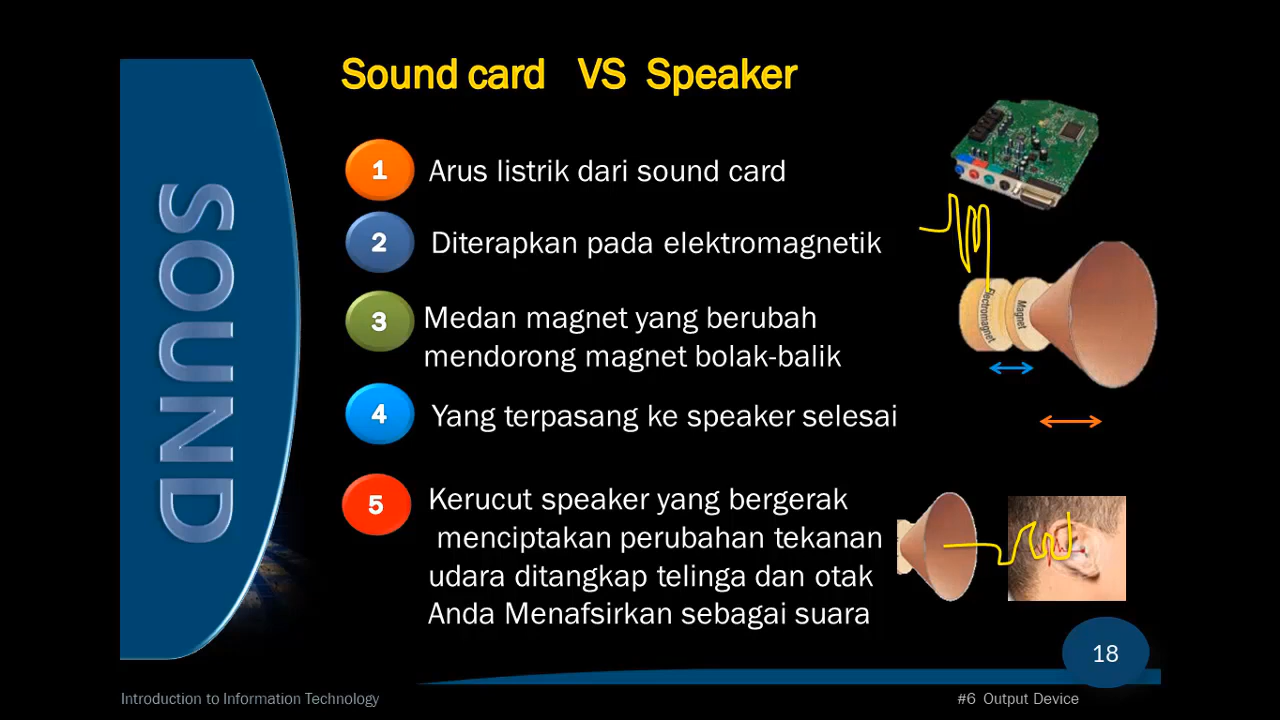 Sound card VS Speaker
SOUND
1 Arus listrik dari sound card
2 Diterapkan pada elektromagnetik
3 Medan magnet yang berubah
mendorong magnet bolak-balik
4 Yang terpasang ke speaker selesai
5 Kerucut speaker yang bergerak
menciptakan perubahan tekanan
udara ditangkap telinga dan otak
Anda Menafsirkan sebagai suara
Electromagnet
Magnet
18
Introduction to Information Technology
#6 Output Device